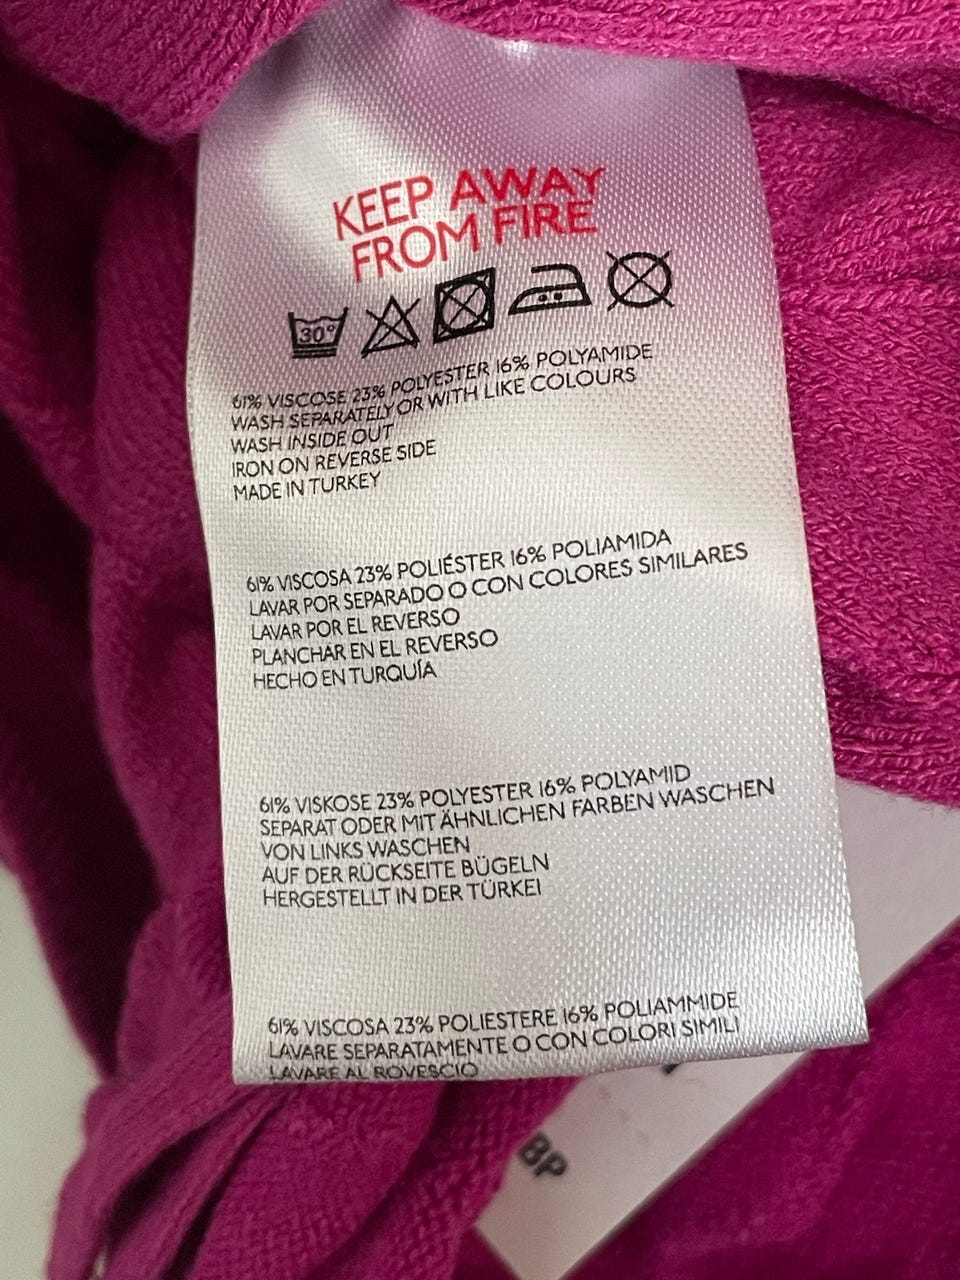 KEEP AWAY
FROM FIRE
30°
61% VISCOSE 23% POLYESTER 16% POLYAMIDE
WASH SEPARATELY OR WITH LIKE COLOURS
WASH INSIDE OUT
IRON ON REVERSE SIDE
MADE IN TURKEY
61% VISCOSA 23% POLIÉSTER 16% POLIAMIDA
LAVAR POR SEPARADO O CON COLORES SIMILARES
LAVAR POR EL REVERSO
PLANCHAR EN EL REVERSO
HECHO EN TURQUÍA
61% VISKOSE 23% POLYESTER 16% POLYAMID
SEPARAT ODER MIT ÄHNLICHEN FARBEN WASCHEN
VON LINKS WASCHEN
AUF DER RÜCKSEITE BÜGELN
HERGESTELLT IN DER TÜRKEI
61% VISCOSA 23% POLIESTERE 16% POLIAMMIDE
LAVARE SEPARATAMENTE O CON COLORI SIMILI
LAVARE AL ROVESCIO
BP